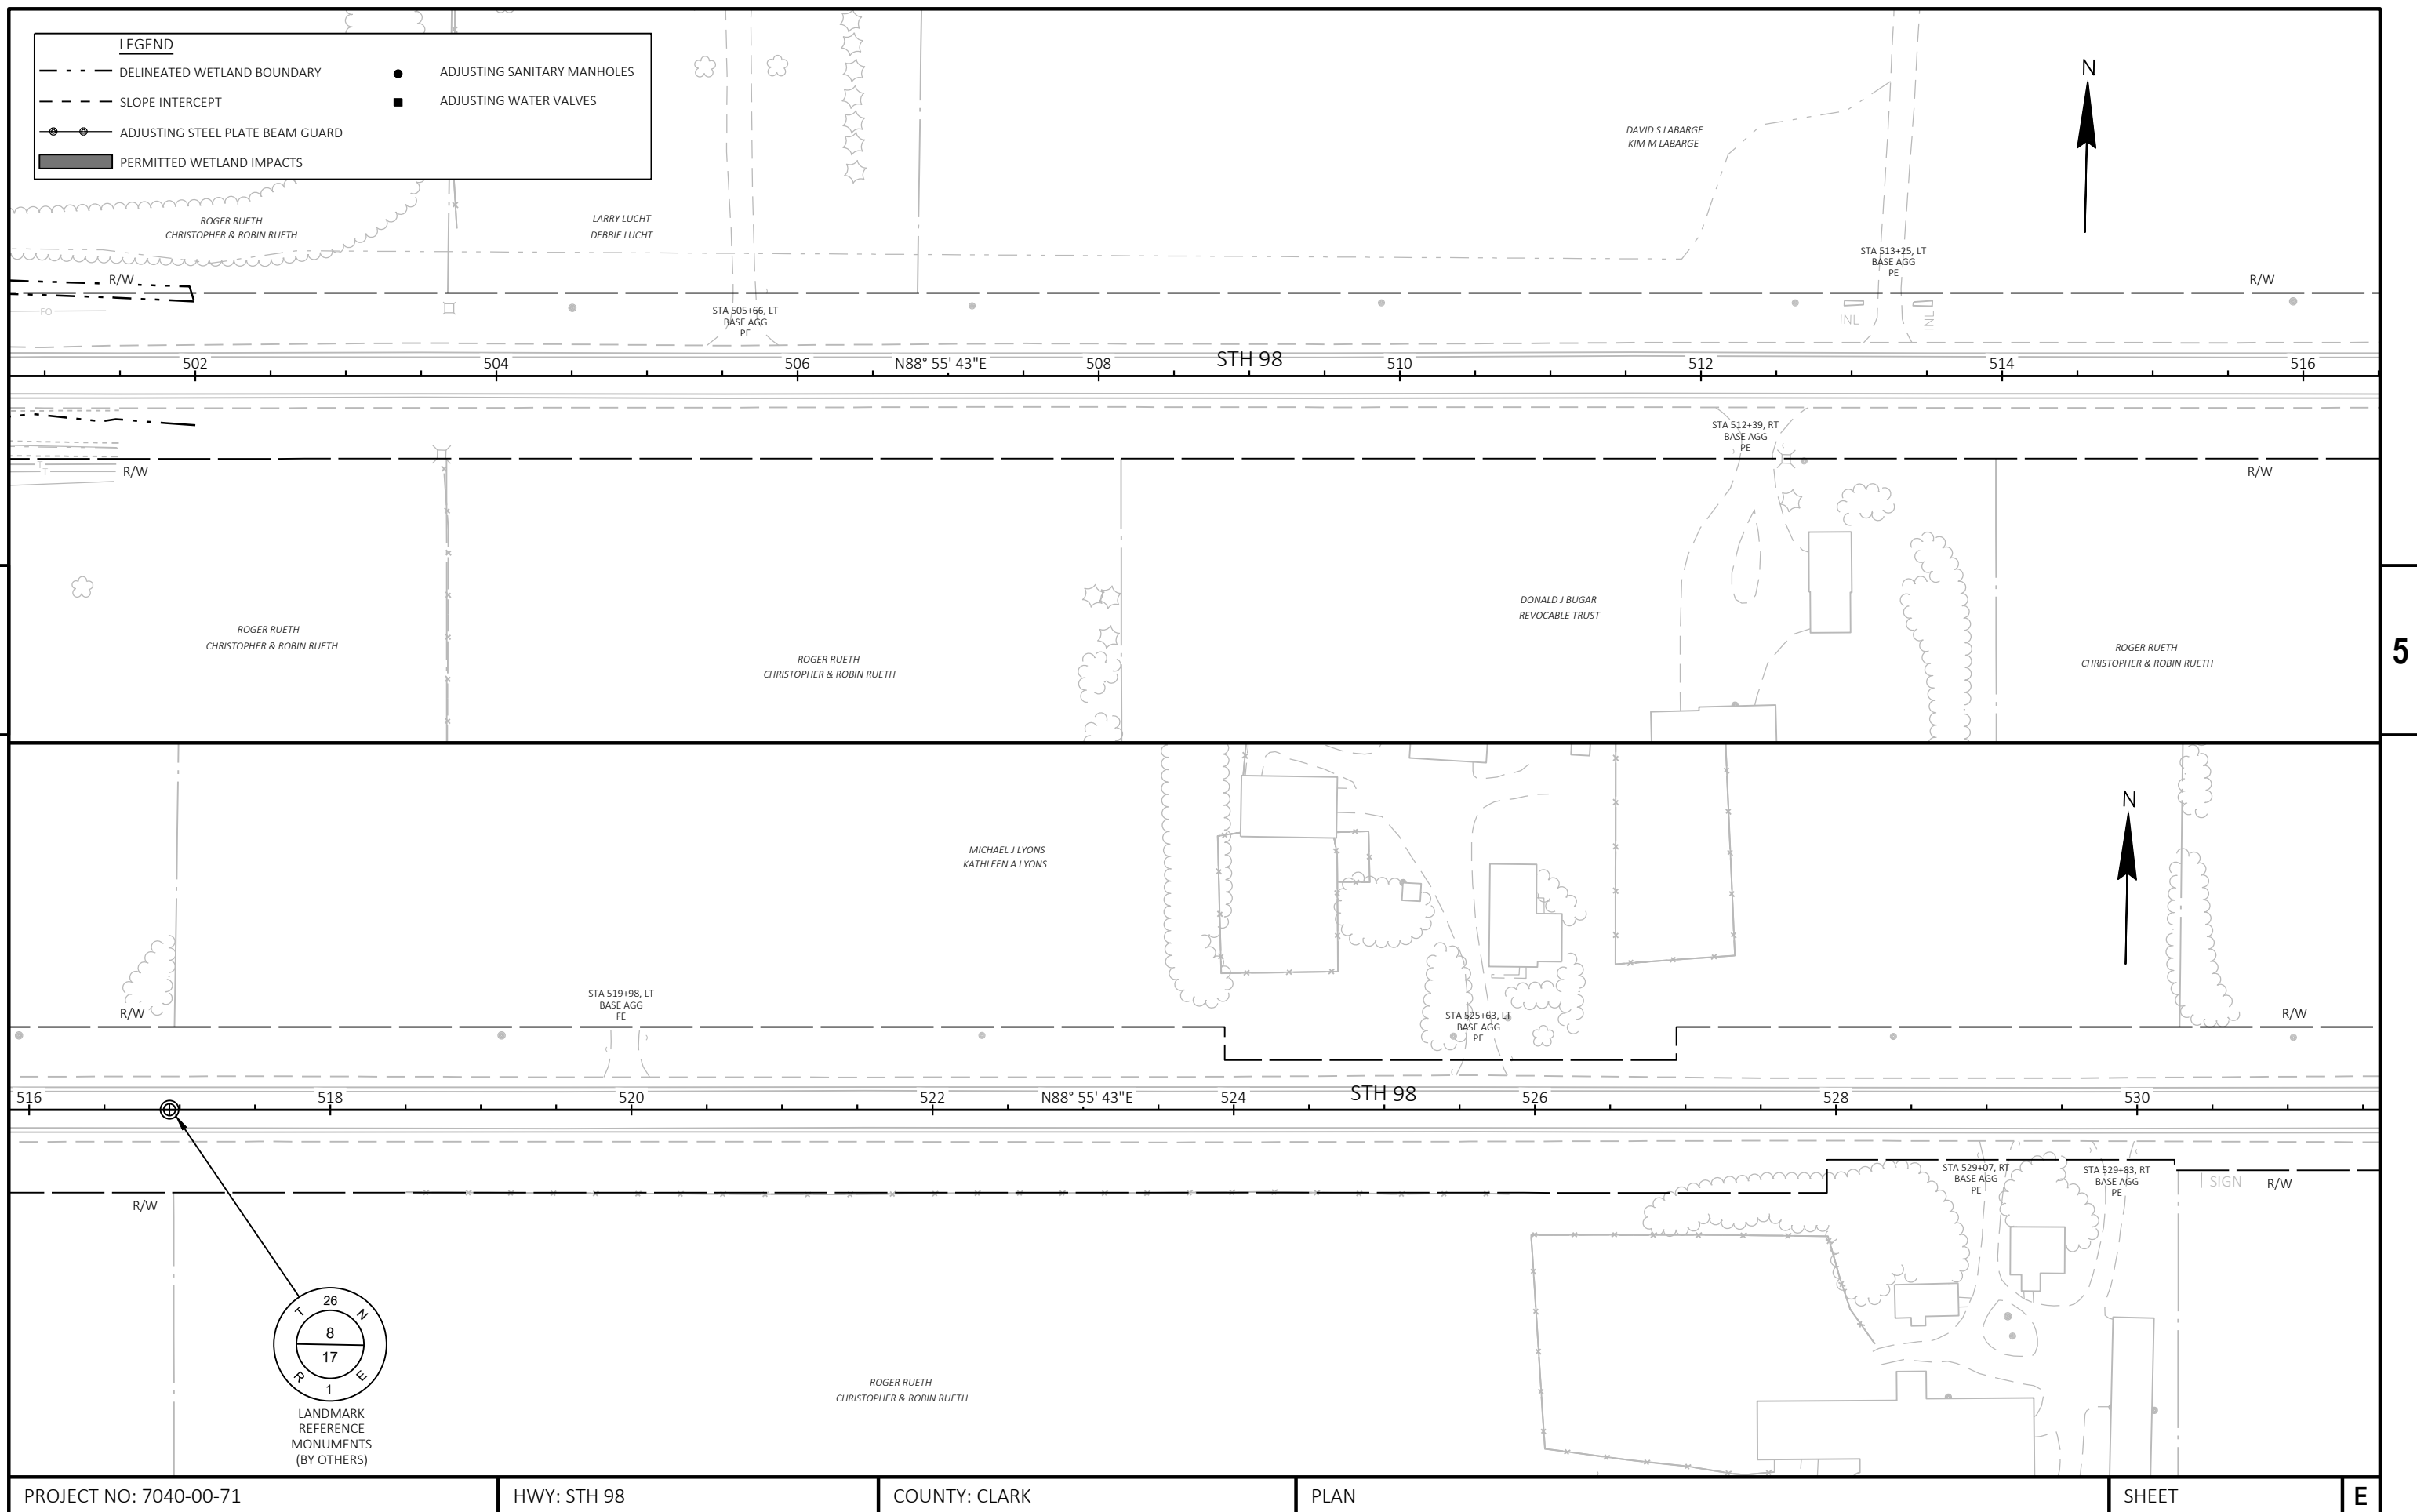 LEGEND
DELINEATED WETLAND BOUNDARY
SLOPE INTERCEPT
ADJUSTING STEEL PLATE BEAM GUARD
PERMITTED WETLAND IMPACTS
ADJUSTING SANITARY MANHOLES
ADJUSTING WATER VALVES
N
DAVID S LABARGE
KIM M LABARGE
ROGER RUETH
CHRISTOPHER & ROBIN RUETH
LARRY LUCHT
DEBBIE LUCHT
STA 513+25, LT
BASE AGG
PE
R/W
R/W
FO
STA 505+66, LT
BASE AGG
PE
INL
INL
502 504 506 N88° 55' 43"E 508 STH 98 510 512 514 516
STA 512+39, RT
BASE AGG
PE
T
T
R/W
R/W
ROGER RUETH
CHRISTOPHER & ROBIN RUETH
ROGER RUETH
CHRISTOPHER & ROBIN RUETH
DONALD J BUGAR
REVOCABLE TRUST
ROGER RUETH
CHRISTOPHER & ROBIN RUETH
5
N
MICHAEL J LYONS
KATHLEEN A LYONS
STA 519+98, LT
BASE AGG
FE
R/W
STA 525+63, LT
BASE AGG
PE
R/W
516 518 520 522 N88° 55' 43"E 524 STH 98 526 528 530
STA 529+07, RT
BASE AGG
PE
STA 529+83, RT
BASE AGG
PE
SIGN
R/W
R/W
T 26 N
8
17
R 1 E
LANDMARK
REFERENCE
MONUMENTS
(BY OTHERS)
ROGER RUETH
CHRISTOPHER & ROBIN RUETH
PROJECT NO: 7040-00-71 HWY: STH 98 COUNTY: CLARK PLAN SHEET E